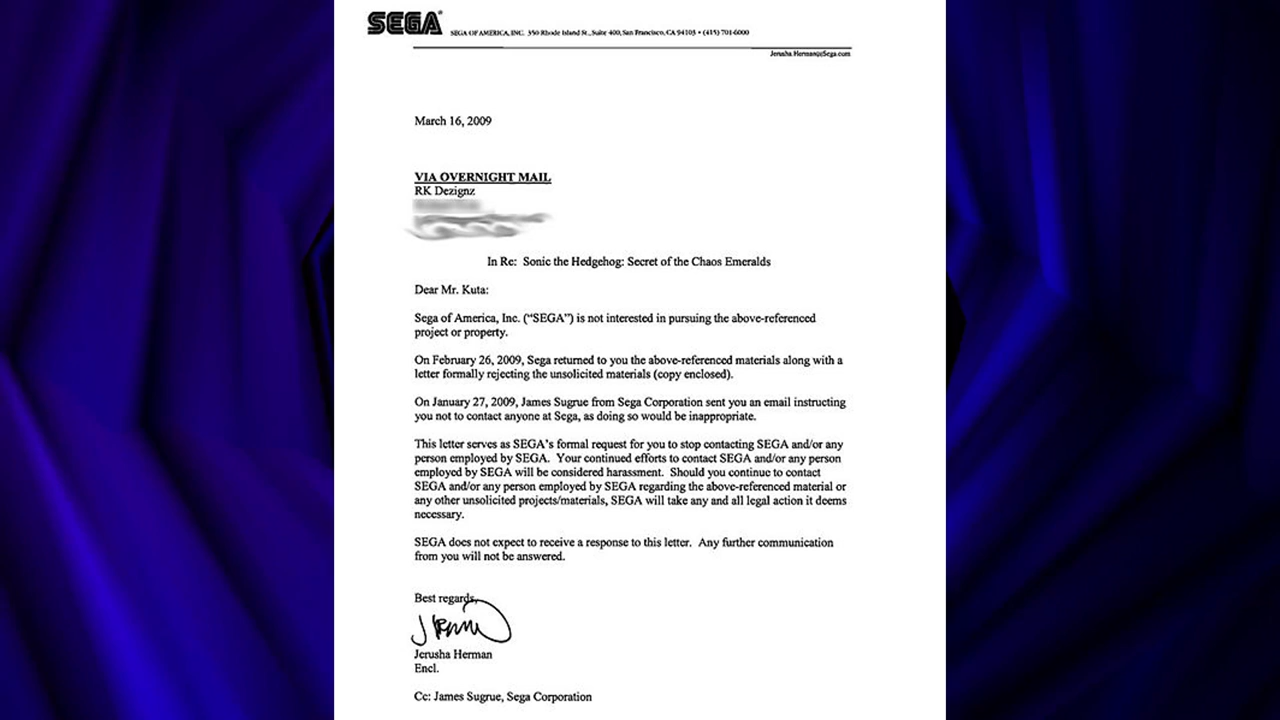 SEGA®
SEGA OF AMERICA, INC. 350 Rhode Island St., Suite 400, San Francisco, CA 94103 • (415) 701-6000
Jerusha.Herman@Sega.com
March 16, 2009
VIA OVERNIGHT MAIL
RK Dezignz
In Re: Sonic the Hedgehog: Secret of the Chaos Emeralds
Dear Mr. Kuta:
Sega of America, Inc. (“SEGA”) is not interested in pursuing the above-referenced
project or property.
On February 26, 2009, Sega returned to you the above-referenced materials along with a
letter formally rejecting the unsolicited materials (copy enclosed).
On January 27, 2009, James Sugrue from Sega Corporation sent you an email instructing
you not to contact anyone at Sega, as doing so would be inappropriate.
This letter serves as SEGA’s formal request for you to stop contacting SEGA and/or any
person employed by SEGA. Your continued efforts to contact SEGA and/or any person
employed by SEGA will be considered harassment. Should you continue to contact
SEGA and/or any person employed by SEGA regarding the above-referenced material or
any other unsolicited projects/materials, SEGA will take any and all legal action it deems
necessary.
SEGA does not expect to receive a response to this letter. Any further communication
from you will not be answered.
Best regards,
Jerusha Herman
Encl.
Cc: James Sugrue, Sega Corporation